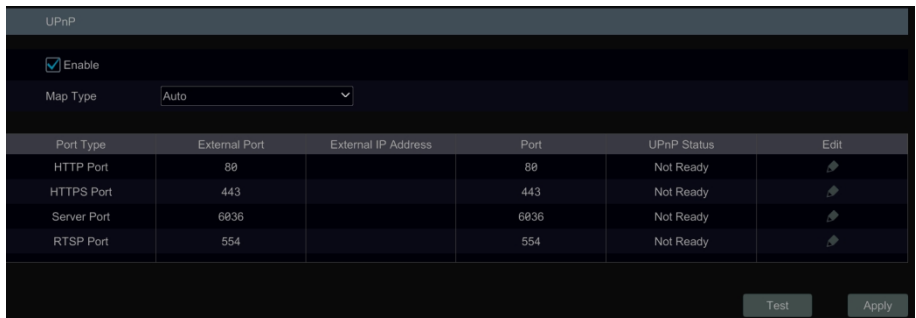 UPnP
Enable
Map Type Auto
Port Type External Port External IP Address Port UPnP Status Edit
HTTP Port 80 80 Not Ready
HTTPS Port 443 443 Not Ready
Server Port 6036 6036 Not Ready
RTSP Port 554 554 Not Ready
Test Apply